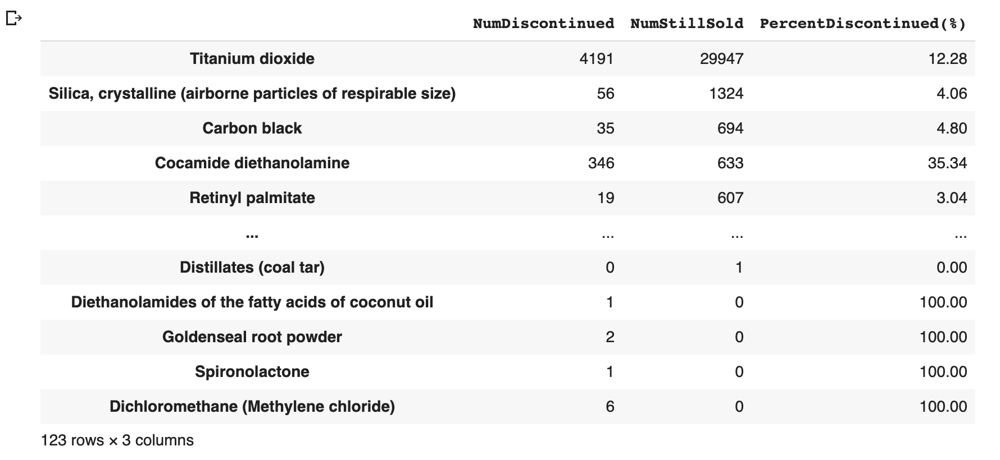 NumDiscontinued NumStillSold PercentDiscontinued(%)
Titanium dioxide 4191 29947 12.28
Silica, crystalline (airborne particles of respirable size) 56 1324 4.06
Carbon black 35 694 4.80
Cocamide diethanolamine 346 633 35.34
Retinyl palmitate 19 607 3.04
... ... ... ...
Distillates (coal tar) 0 1 0.00
Diethanolamides of the fatty acids of coconut oil 1 0 100.00
Goldenseal root powder 2 0 100.00
Spironolactone 1 0 100.00
Dichloromethane (Methylene chloride) 6 0 100.00
123 rows × 3 columns